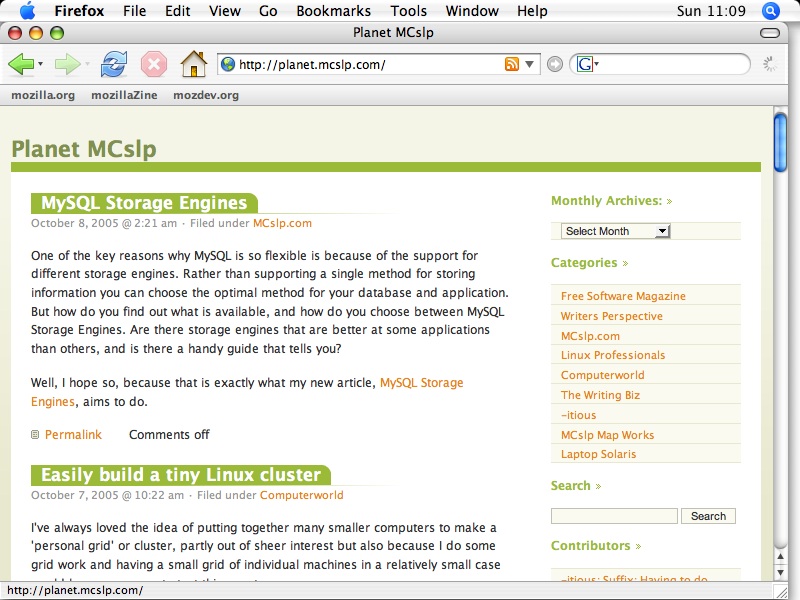 Firefox File Edit View Go Bookmarks Tools Window Help Sun 11:09
Planet MCslp
http://planet.mcslp.com/
G
mozilla.org mozillaZine mozdev.org
Planet MCslp
MySQL Storage Engines
October 8, 2005 @ 2:21 am · Filed under MCslp.com
One of the key reasons why MySQL is so flexible is because of the support for
different storage engines. Rather than supporting a single method for storing
information you can choose the optimal method for your database and application.
But how do you find out what is available, and how do you choose between MySQL
Storage Engines. Are there storage engines that are better at some applications
than others, and is there a handy guide that tells you?
Well, I hope so, because that is exactly what my new article, MySQL Storage
Engines, aims to do.
Permalink Comments off
Easily build a tiny Linux cluster
October 7, 2005 @ 10:22 am · Filed under Computerworld
I've always loved the idea of putting together many smaller computers to make a
'personal grid' or cluster, partly out of sheer interest but also because I do some
grid work and having a small grid of individual machines in a relatively small case
Monthly Archives: »
Select Month
Categories »
Free Software Magazine
Writers Perspective
MCslp.com
Linux Professionals
Computerworld
The Writing Biz
-itious
MCslp Map Works
Laptop Solaris
Search »
Search
Contributors »
-itious: Suffix: Having to do
http://planet.mcslp.com/